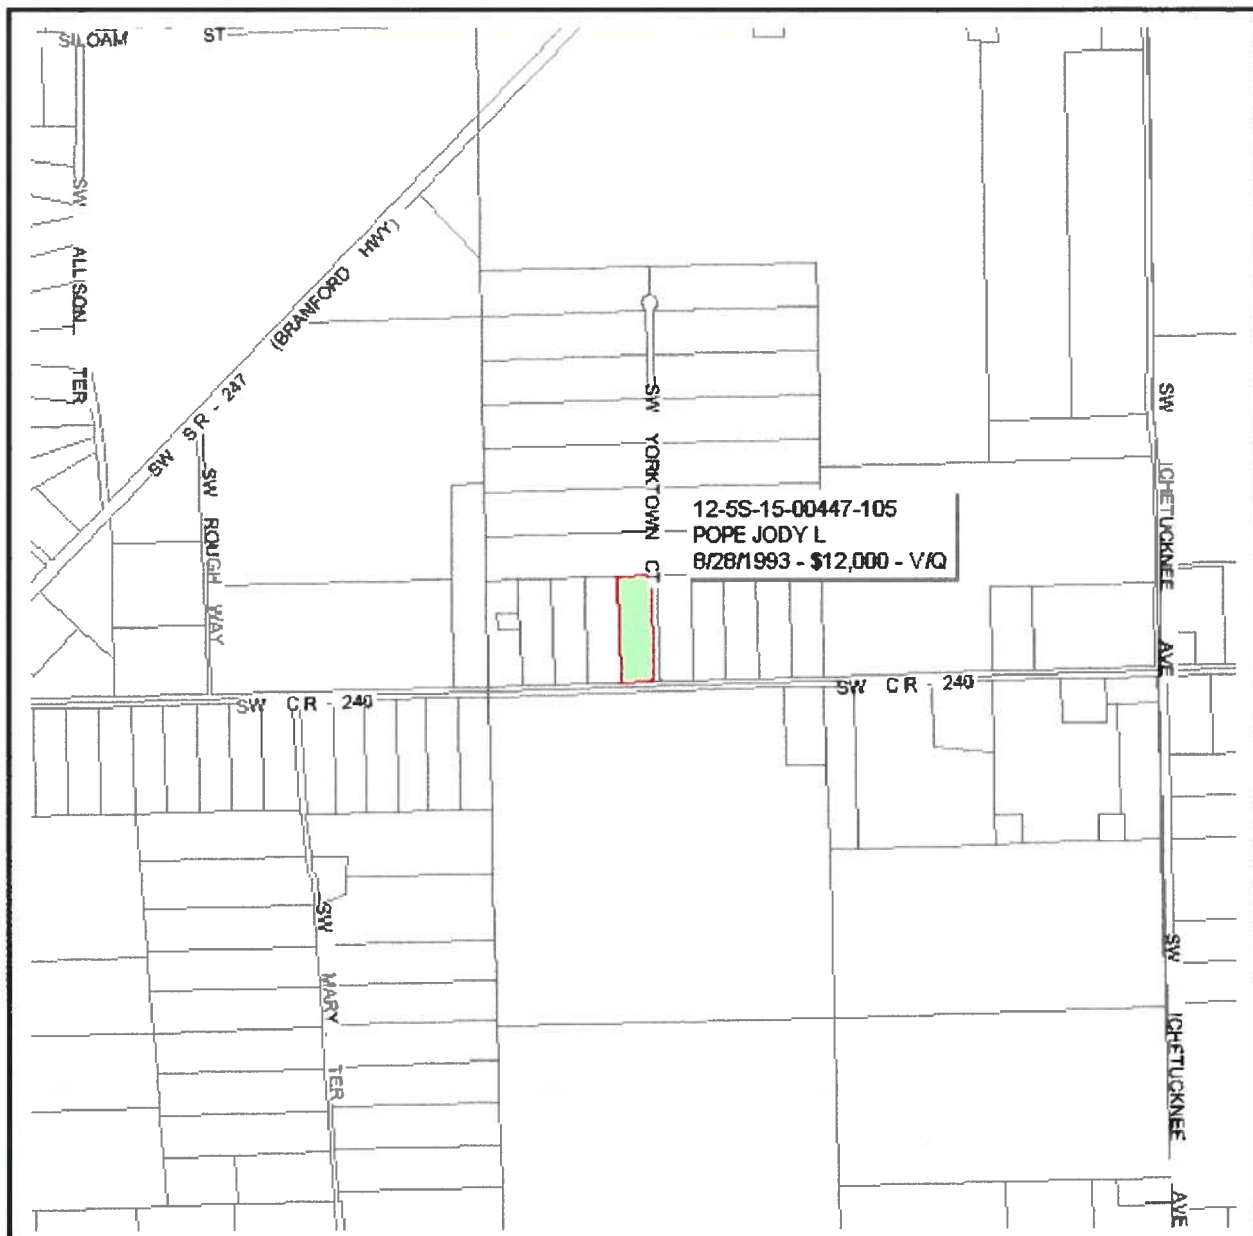 SILOAM ST
SW ALLISON TER
(BRANFORD HWY)
SW SR - 247
SW ROUGH WAY
SW YORKTOWN CT
SW ICHETUCKNEE AVE
12-5S-15-00447-105
POPE JODY L
8/28/1993 - $12,000 - V/Q
SW CR - 240
SW CR - 240
SW MARY TER
SW ICHETUCKNEE AVE